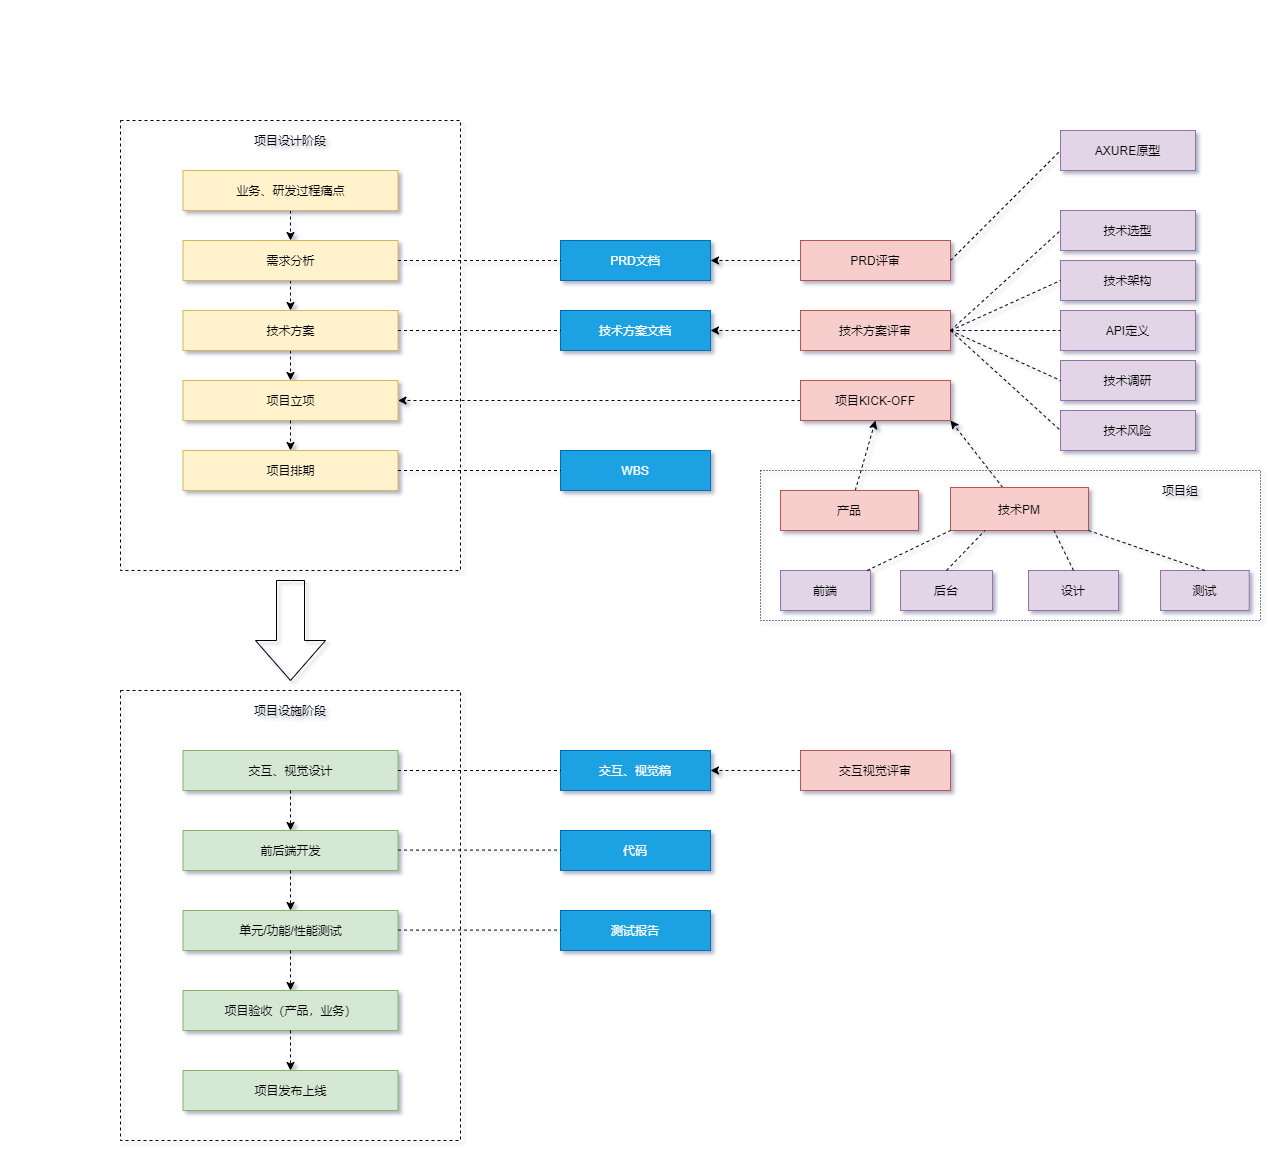 项目设计阶段
业务、研发过程痛点
需求分析
技术方案
项目立项
项目排期
PRD文档
技术方案文档
WBS
PRD评审
技术方案评审
项目KICK-OFF
AXURE原型
技术选型
技术架构
API定义
技术调研
技术风险
项目组
产品
技术PM
前端
后台
设计
测试
项目设施阶段
交互、视觉设计
前后端开发
单元/功能/性能测试
项目验收（产品，业务）
项目发布上线
交互、视觉稿
代码
测试报告
交互视觉评审